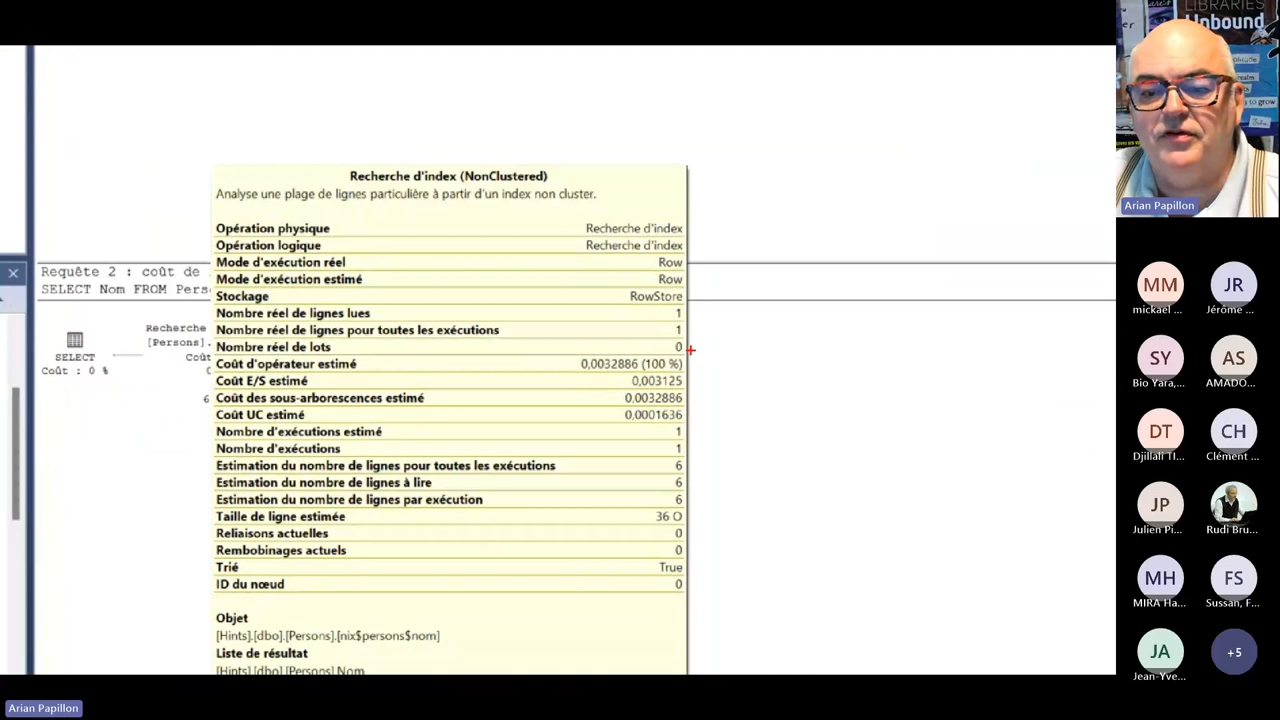 Requête 2 : coût de
SELECT Nom FROM Pers
SELECT
Coût : 0 %
Recherche
[Persons].
Coût
6
Recherche d'index (NonClustered)
Analyse une plage de lignes particulière à partir d'un index non cluster.
Opération physique Recherche d'index
Opération logique Recherche d'index
Mode d'exécution réel Row
Mode d'exécution estimé Row
Stockage RowStore
Nombre réel de lignes lues 1
Nombre réel de lignes pour toutes les exécutions 1
Nombre réel de lots 0
Coût d'opérateur estimé 0,0032886 (100 %)
Coût E/S estimé 0,003125
Coût des sous-arborescences estimé 0,0032886
Coût UC estimé 0,0001636
Nombre d'exécutions estimé 1
Nombre d'exécutions 1
Estimation du nombre de lignes pour toutes les exécutions 6
Estimation du nombre de lignes à lire 6
Estimation du nombre de lignes par exécution 6
Taille de ligne estimée 36 O
Reliaisons actuelles 0
Rembobinages actuels 0
Trié True
ID du nœud 0
Objet
[Hints].[dbo].[Persons].[nix$persons$nom]
Liste de résultat
[Hints].[dbo].[Persons].Nom
LIBRARIES
Unbound
to grow
Arian Papillon
MM JR
mickael ... Jérôme ...
SY AS
Bio Yara,... AMADO...
DT CH
Djillali TI... Clément ...
JP
Julien Pi... Rudi Bru...
MH FS
MIRA Ha... Sussan, F...
JA +5
Jean-Yve...
Arian Papillon